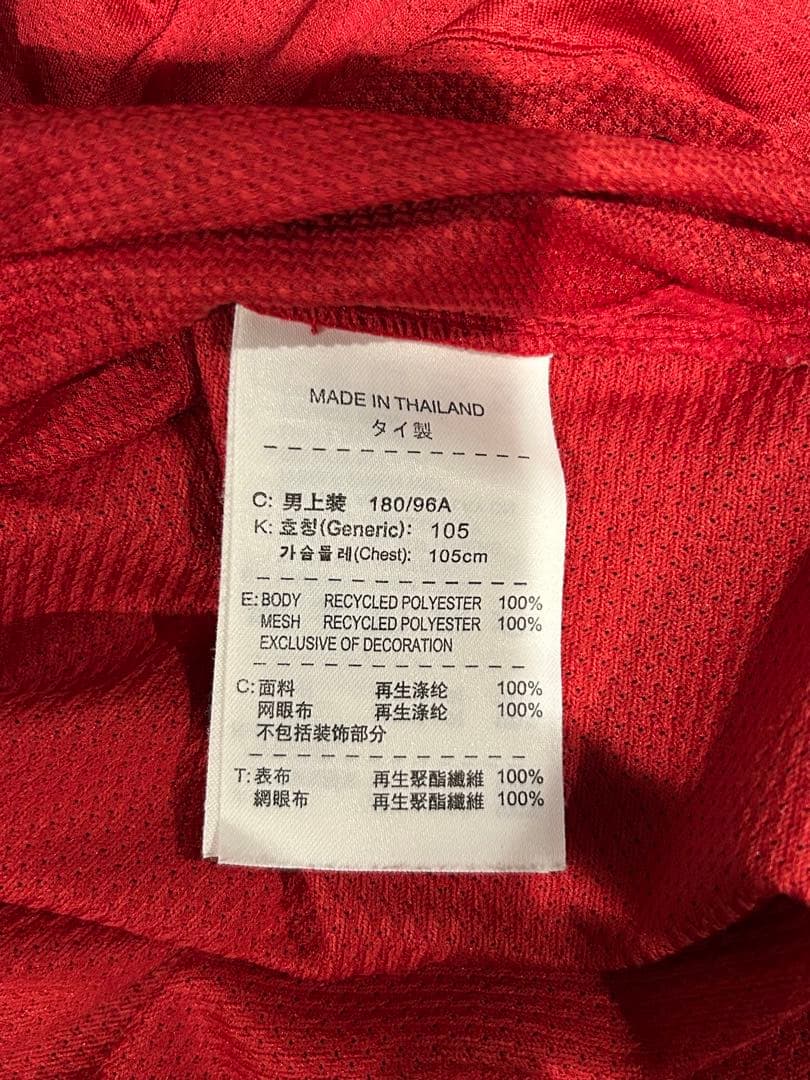 MADE IN THAILAND
タイ製
C: 男上装 180/96A
K: 호칭(Generic): 105
가슴둘레(Chest): 105cm
E: BODY RECYCLED POLYESTER 100%
MESH RECYCLED POLYESTER 100%
EXCLUSIVE OF DECORATION
C: 面料 再生涤纶 100%
网眼布 再生涤纶 100%
不包括装饰部分
T: 表布 再生聚酯纖維 100%
網眼布 再生聚酯纖維 100%